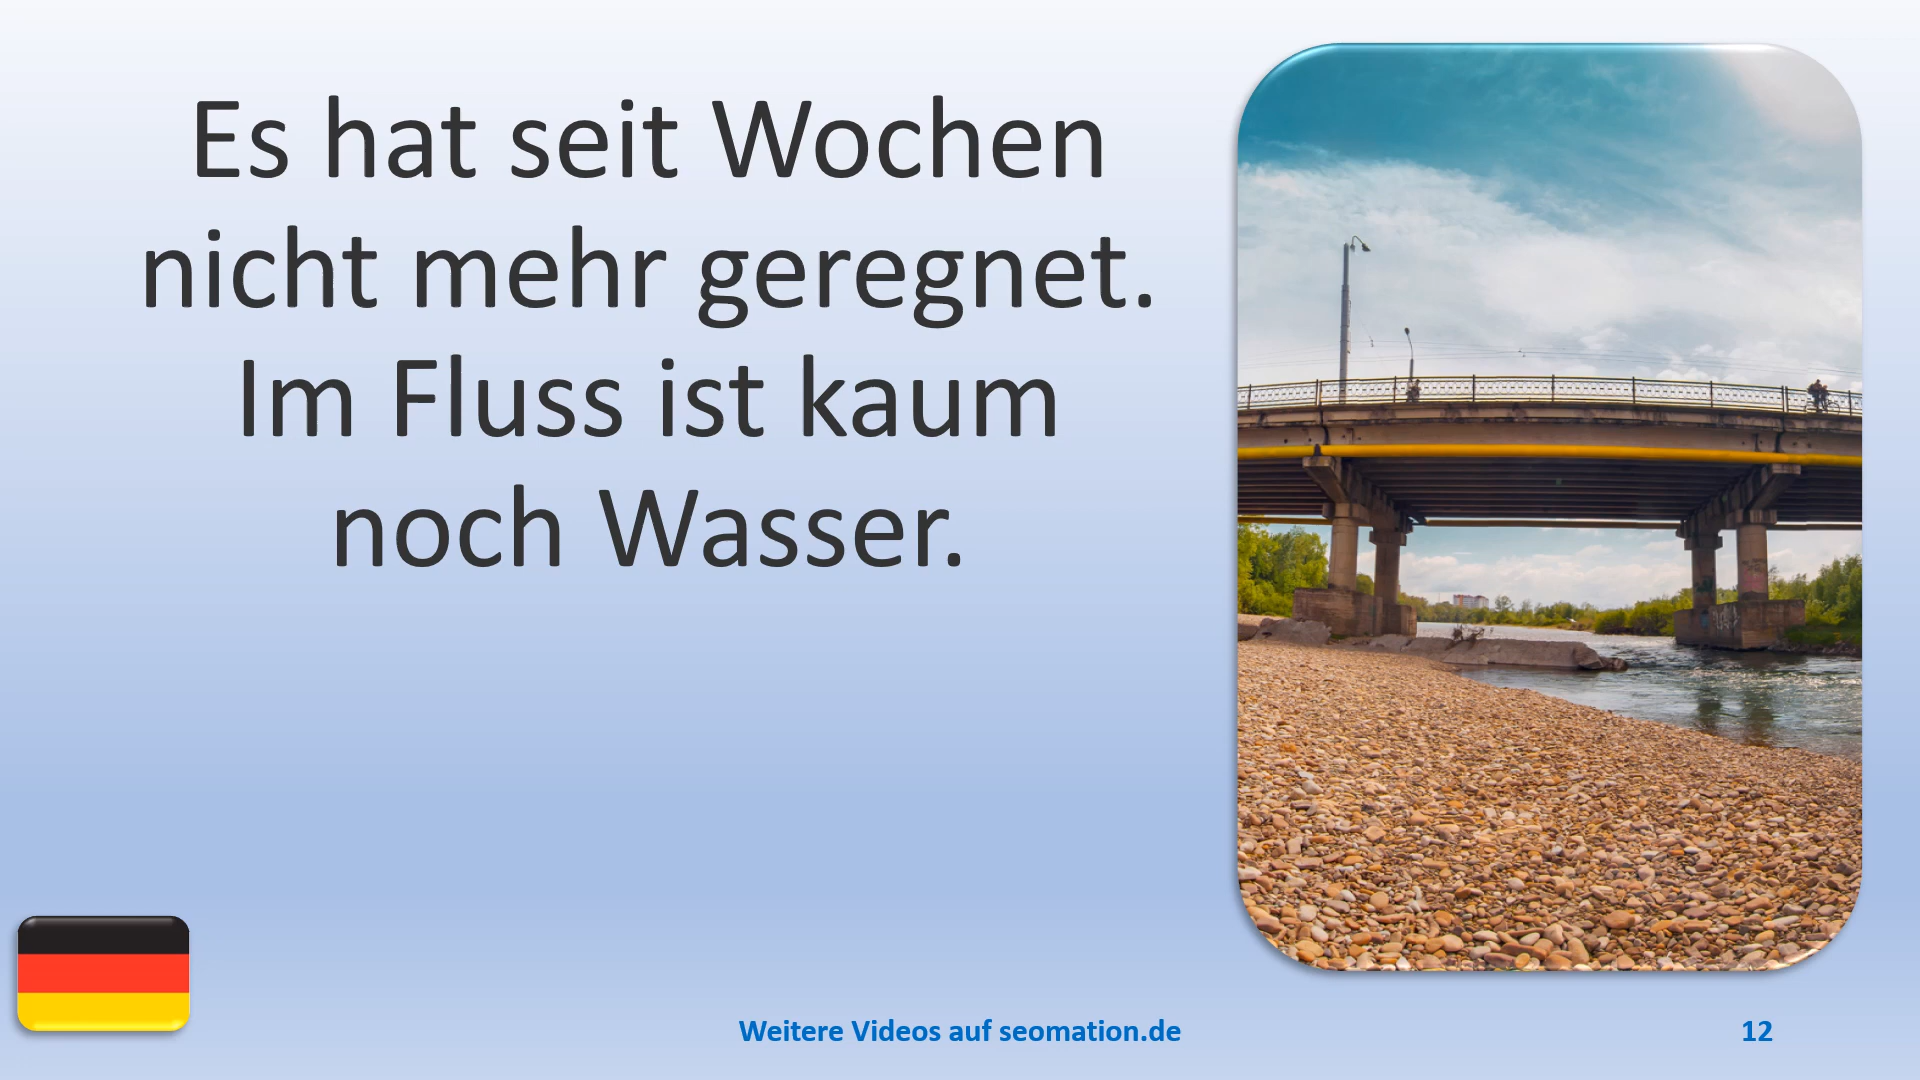 Es hat seit Wochen
nicht mehr geregnet.
Im Fluss ist kaum
noch Wasser.
Weitere Videos auf seomation.de
12